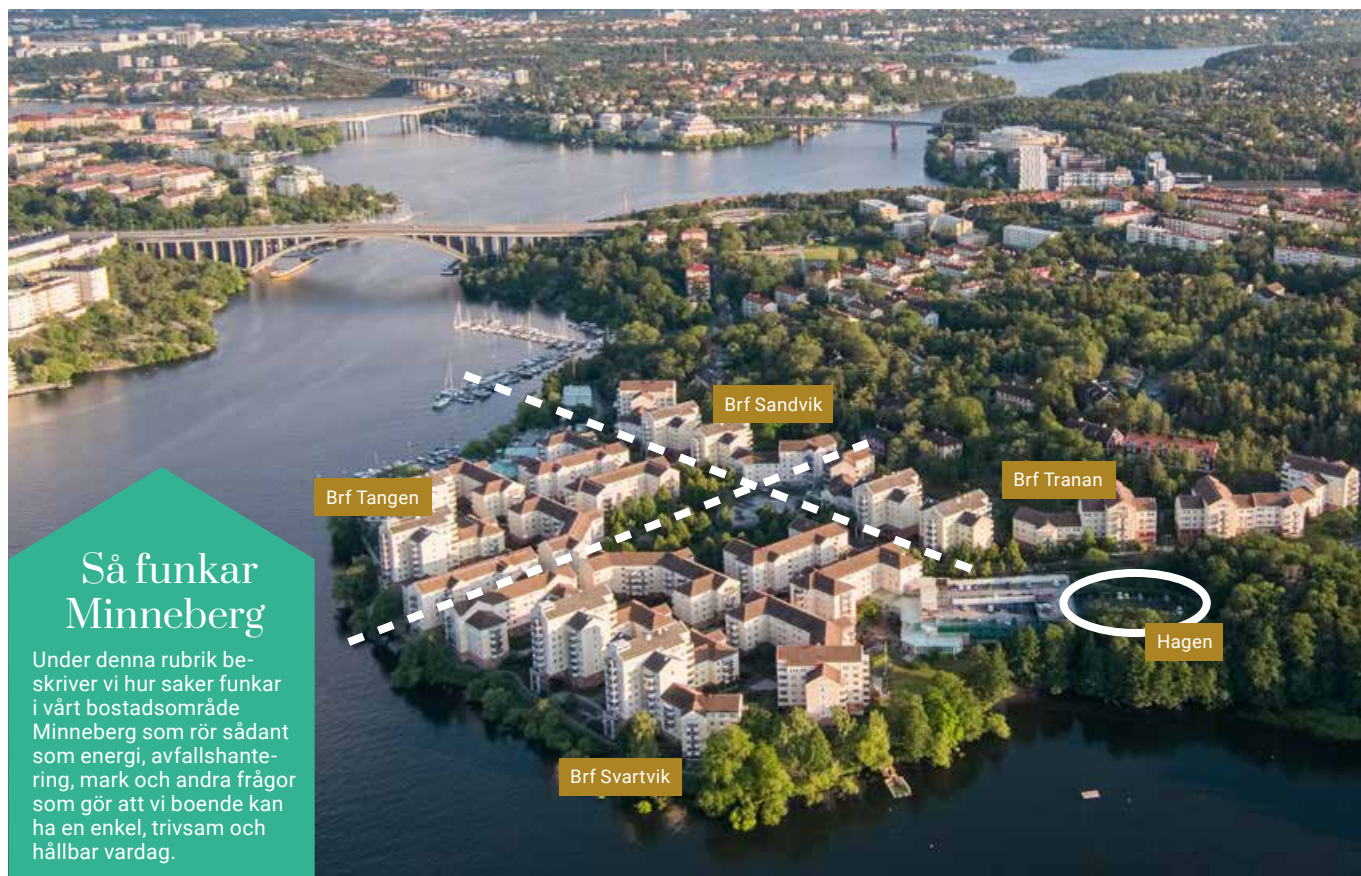 Brf Sandvik
Brf Tangen
Brf Tranan
Hagen
Brf Svartvik
Så funkar
Minneberg
Under denna rubrik be-
skriver vi hur saker funkar
i vårt bostadsområde
Minneberg som rör sådant
som energi, avfallshante-
ring, mark och andra frågor
som gör att vi boende kan
ha en enkel, trivsam och
hållbar vardag.